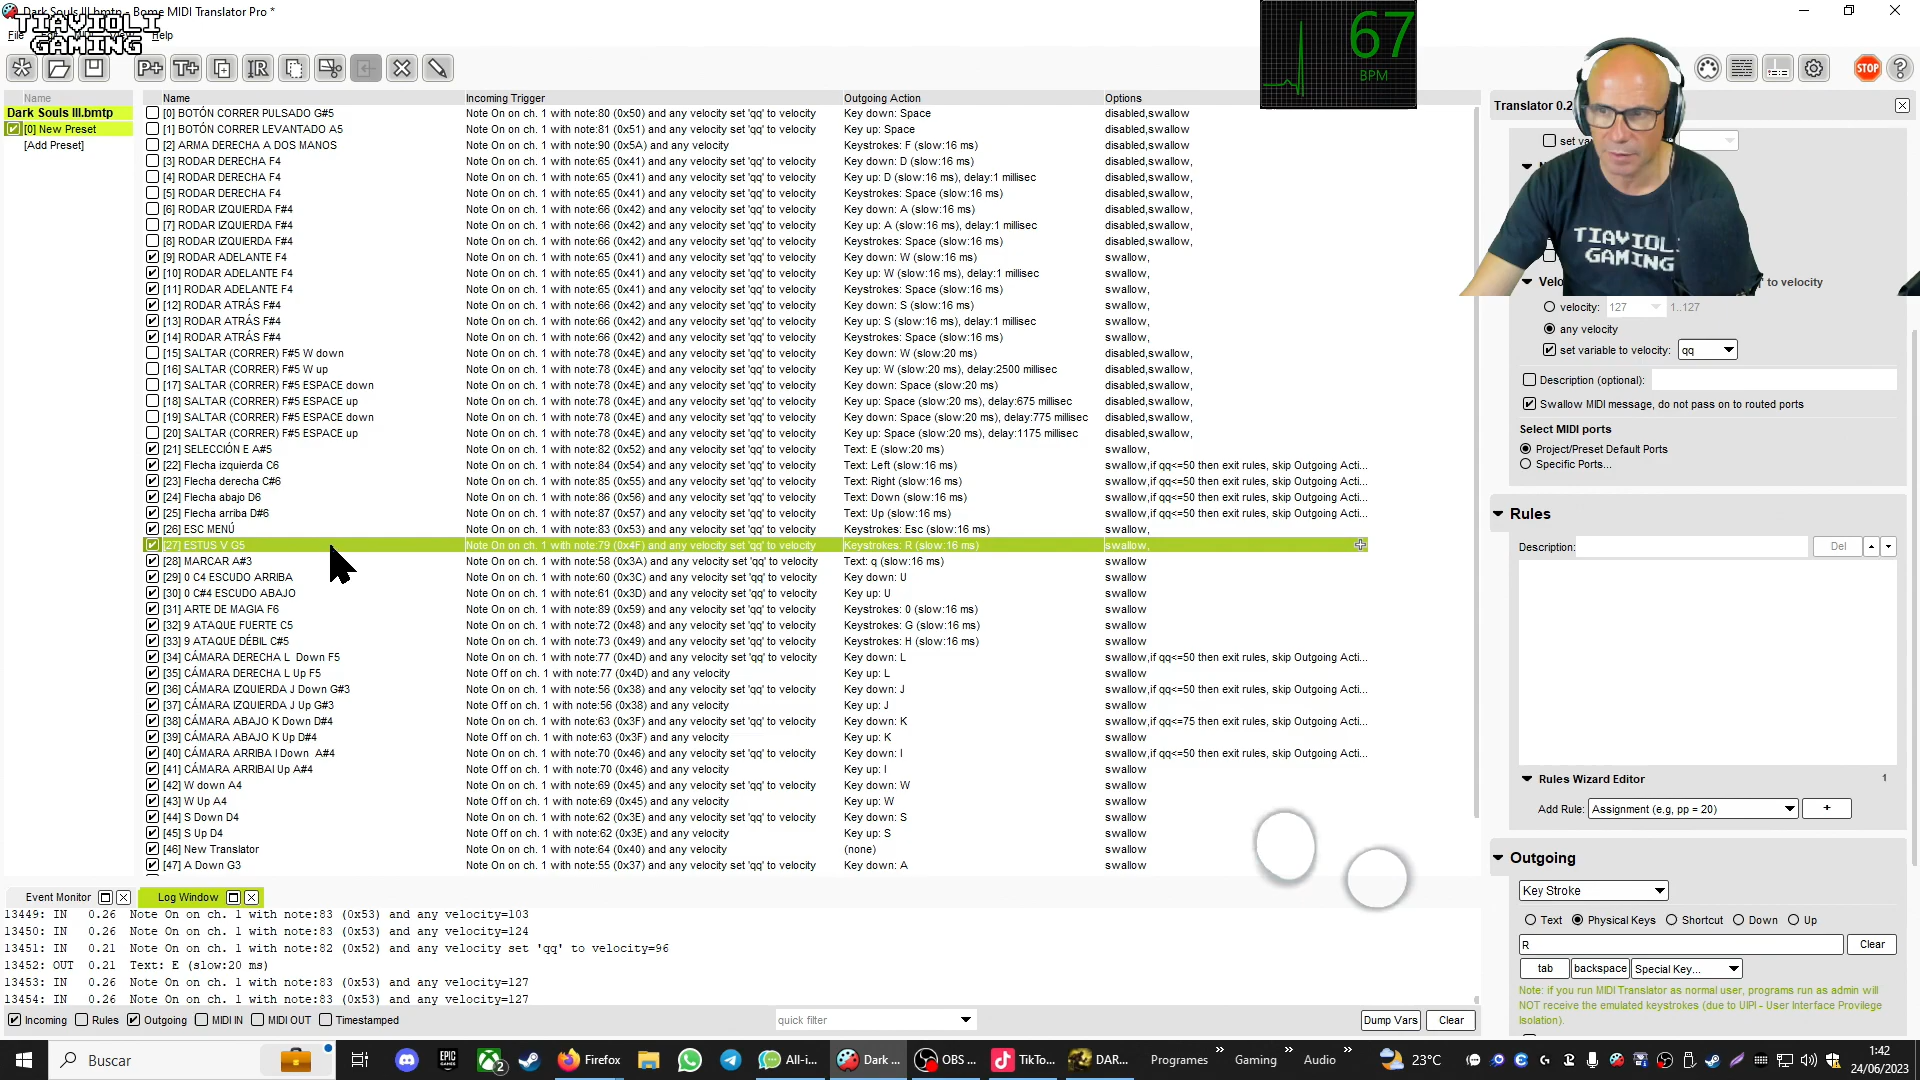 Dark Souls III.bmtp - Bome MIDI Translator Pro *
TIAVIOLI
GAMING
File
Help
67
BPM
P+ T+
STOP ?
Name
Dark Souls III.bmtp
[0] New Preset
[Add Preset]
Name Incoming Trigger Outgoing Action Options
[0] BOTÓN CORRER PULSADO G#5 Note On on ch. 1 with note:80 (0x50) and any velocity set 'qq' to velocity Key down: Space disabled,swallow
[1] BOTÓN CORRER LEVANTADO A5 Note On on ch. 1 with note:81 (0x51) and any velocity set 'qq' to velocity Key up: Space disabled,swallow
[2] ARMA DERECHA A DOS MANOS Note On on ch. 1 with note:90 (0x5A) and any velocity Keystrokes: F (slow:16 ms) disabled,swallow
[3] RODAR DERECHA F4 Note On on ch. 1 with note:65 (0x41) and any velocity set 'qq' to velocity Key down: D (slow:16 ms) disabled,swallow,
[4] RODAR DERECHA F4 Note On on ch. 1 with note:65 (0x41) and any velocity set 'qq' to velocity Key up: D (slow:16 ms), delay:1 millisec disabled,swallow,
[5] RODAR DERECHA F4 Note On on ch. 1 with note:65 (0x41) and any velocity set 'qq' to velocity Keystrokes: Space (slow:16 ms) disabled,swallow,
[6] RODAR IZQUIERDA F#4 Note On on ch. 1 with note:66 (0x42) and any velocity set 'qq' to velocity Key down: A (slow:16 ms) disabled,swallow,
[7] RODAR IZQUIERDA F#4 Note On on ch. 1 with note:66 (0x42) and any velocity set 'qq' to velocity Key up: A (slow:16 ms), delay:1 millisec disabled,swallow,
[8] RODAR IZQUIERDA F#4 Note On on ch. 1 with note:66 (0x42) and any velocity set 'qq' to velocity Keystrokes: Space (slow:16 ms) disabled,swallow,
[9] RODAR ADELANTE F4 Note On on ch. 1 with note:65 (0x41) and any velocity set 'qq' to velocity Key down: W (slow:16 ms) swallow,
[10] RODAR ADELANTE F4 Note On on ch. 1 with note:65 (0x41) and any velocity set 'qq' to velocity Key up: W (slow:16 ms), delay:1 millisec swallow,
[11] RODAR ADELANTE F4 Note On on ch. 1 with note:65 (0x41) and any velocity set 'qq' to velocity Keystrokes: Space (slow:16 ms) swallow,
[12] RODAR ATRÁS F#4 Note On on ch. 1 with note:66 (0x42) and any velocity set 'qq' to velocity Key down: S (slow:16 ms) swallow,
[13] RODAR ATRÁS F#4 Note On on ch. 1 with note:66 (0x42) and any velocity set 'qq' to velocity Key up: S (slow:16 ms), delay:1 millisec swallow,
[14] RODAR ATRÁS F#4 Note On on ch. 1 with note:66 (0x42) and any velocity set 'qq' to velocity Keystrokes: Space (slow:16 ms) swallow,
[15] SALTAR (CORRER) F#5 W down Note On on ch. 1 with note:78 (0x4E) and any velocity set 'qq' to velocity Key down: W (slow:20 ms) disabled,swallow,
[16] SALTAR (CORRER) F#5 W up Note On on ch. 1 with note:78 (0x4E) and any velocity set 'qq' to velocity Key up: W (slow:20 ms), delay:2500 millisec disabled,swallow,
[17] SALTAR (CORRER) F#5 ESPACE down Note On on ch. 1 with note:78 (0x4E) and any velocity set 'qq' to velocity Key down: Space (slow:20 ms) disabled,swallow,
[18] SALTAR (CORRER) F#5 ESPACE up Note On on ch. 1 with note:78 (0x4E) and any velocity set 'qq' to velocity Key up: Space (slow:20 ms), delay:675 millisec disabled,swallow,
[19] SALTAR (CORRER) F#5 ESPACE down Note On on ch. 1 with note:78 (0x4E) and any velocity set 'qq' to velocity Key down: Space (slow:20 ms), delay:775 millisec disabled,swallow,
[20] SALTAR (CORRER) F#5 ESPACE up Note On on ch. 1 with note:78 (0x4E) and any velocity set 'qq' to velocity Key up: Space (slow:20 ms), delay:1175 millisec disabled,swallow,
[21] SELECCIÓN E A#5 Note On on ch. 1 with note:82 (0x52) and any velocity set 'qq' to velocity Text: E (slow:20 ms) swallow,
[22] Flecha izquierda C6 Note On on ch. 1 with note:84 (0x54) and any velocity set 'qq' to velocity Text: Left (slow:16 ms) swallow,if qq<=50 then exit rules, skip Outgoing Acti...
[23] Flecha derecha C#6 Note On on ch. 1 with note:85 (0x55) and any velocity set 'qq' to velocity Text: Right (slow:16 ms) swallow,if qq<=50 then exit rules, skip Outgoing Acti...
[24] Flecha abajo D6 Note On on ch. 1 with note:86 (0x56) and any velocity set 'qq' to velocity Text: Down (slow:16 ms) swallow,if qq<=50 then exit rules, skip Outgoing Acti...
[25] Flecha arriba D#6 Note On on ch. 1 with note:87 (0x57) and any velocity set 'qq' to velocity Text: Up (slow:16 ms) swallow,if qq<=50 then exit rules, skip Outgoing Acti...
[26] ESC MENÚ Note On on ch. 1 with note:83 (0x53) and any velocity set 'qq' to velocity Keystrokes: Esc (slow:16 ms) swallow,
[27] ESTUS V G5 Note On on ch. 1 with note:79 (0x4F) and any velocity set 'qq' to velocity Keystrokes: R (slow:16 ms) swallow,
[28] MARCAR A#3 Note On on ch. 1 with note:58 (0x3A) and any velocity set 'qq' to velocity Text: q (slow:16 ms) swallow
[29] 0 C4 ESCUDO ARRIBA Note On on ch. 1 with note:60 (0x3C) and any velocity set 'qq' to velocity Key down: U swallow
[30] 0 C#4 ESCUDO ABAJO Note On on ch. 1 with note:61 (0x3D) and any velocity set 'qq' to velocity Key up: U swallow
[31] ARTE DE MAGIA F6 Note On on ch. 1 with note:89 (0x59) and any velocity set 'qq' to velocity Keystrokes: 0 (slow:16 ms) swallow
[32] 9 ATAQUE FUERTE C5 Note On on ch. 1 with note:72 (0x48) and any velocity set 'qq' to velocity Keystrokes: G (slow:16 ms) swallow
[33] 9 ATAQUE DÉBIL C#5 Note On on ch. 1 with note:73 (0x49) and any velocity set 'qq' to velocity Keystrokes: H (slow:16 ms) swallow
[34] CÁMARA DERECHA L Down F5 Note On on ch. 1 with note:77 (0x4D) and any velocity set 'qq' to velocity Key down: L swallow,if qq<=50 then exit rules, skip Outgoing Acti...
[35] CÁMARA DERECHA L Up F5 Note Off on ch. 1 with note:77 (0x4D) and any velocity Key up: L swallow
[36] CÁMARA IZQUIERDA J Down G#3 Note On on ch. 1 with note:56 (0x38) and any velocity set 'qq' to velocity Key down: J swallow,if qq<=50 then exit rules, skip Outgoing Acti...
[37] CÁMARA IZQUIERDA J Up G#3 Note Off on ch. 1 with note:56 (0x38) and any velocity Key up: J swallow
[38] CÁMARA ABAJO K Down D#4 Note On on ch. 1 with note:63 (0x3F) and any velocity set 'qq' to velocity Key down: K swallow,if qq<=75 then exit rules, skip Outgoing Acti...
[39] CÁMARA ABAJO K Up D#4 Note Off on ch. 1 with note:63 (0x3F) and any velocity Key up: K swallow
[40] CÁMARA ARRIBA I Down A#4 Note On on ch. 1 with note:70 (0x46) and any velocity set 'qq' to velocity Key down: I swallow,if qq<=50 then exit rules, skip Outgoing Acti...
[41] CÁMARA ARRIBAI Up A#4 Note Off on ch. 1 with note:70 (0x46) and any velocity Key up: I swallow
[42] W down A4 Note On on ch. 1 with note:69 (0x45) and any velocity set 'qq' to velocity Key down: W swallow
[43] W Up A4 Note Off on ch. 1 with note:69 (0x45) and any velocity Key up: W swallow
[44] S Down D4 Note On on ch. 1 with note:62 (0x3E) and any velocity set 'qq' to velocity Key down: S swallow
[45] S Up D4 Note Off on ch. 1 with note:62 (0x3E) and any velocity Key up: S swallow
[46] New Translator Note On on ch. 1 with note:64 (0x40) and any velocity (none) swallow
[47] A Down G3 Note On on ch. 1 with note:55 (0x37) and any velocity set 'qq' to velocity Key down: A swallow
Translator 0.2
TIAVIOLI
GAMING
to velocity
velocity: 127 1..127
any velocity
set variable to velocity: qq
Description (optional):
Swallow MIDI message, do not pass on to routed ports
Select MIDI ports
Project/Preset Default Ports
Specific Ports...
Rules
Description: Del
Rules Wizard Editor 1
Add Rule: Assignment (e.g, pp = 20) +
Outgoing
Key Stroke
Text Physical Keys Shortcut Down Up
R Clear
tab backspace Special Key...
Note: if you run MIDI Translator as normal user, programs run as admin will
NOT receive the emulated keystrokes (due to UIPI - User Interface Privilege
Isolation).
Event Monitor Log Window
13449: IN 0.26 Note On on ch. 1 with note:83 (0x53) and any velocity=103
13450: IN 0.26 Note On on ch. 1 with note:83 (0x53) and any velocity=124
13451: IN 0.21 Note On on ch. 1 with note:82 (0x52) and any velocity set 'qq' to velocity=96
13452: OUT 0.21 Text: E (slow:20 ms)
13453: IN 0.26 Note On on ch. 1 with note:83 (0x53) and any velocity=127
13454: IN 0.26 Note On on ch. 1 with note:83 (0x53) and any velocity=127
Incoming Rules Outgoing MIDI IN MIDI OUT Timestamped quick filter Dump Vars Clear
Buscar EPIC GAMES 2 Firefox All-i... Dark ... OBS ... TikTo... DAR... Programes » Gaming » Audio » 23°C 1:42
24/06/2023